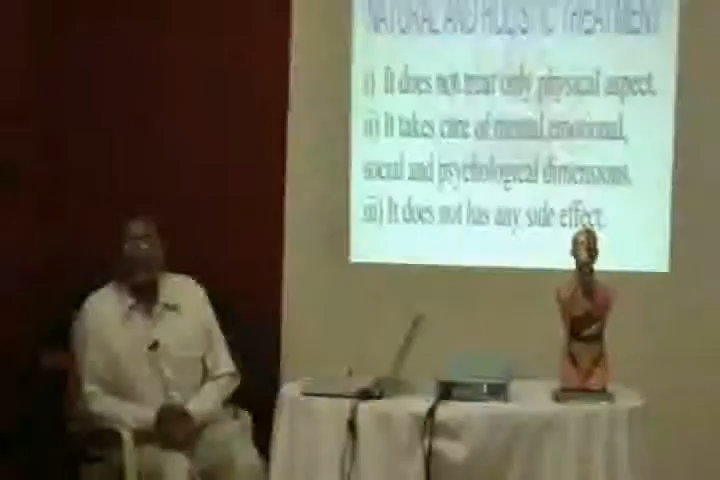 NATURAL AND HOLISTIC TREATMENT
i) It does not treat only physical aspect.
ii) It takes care of mental,emotional,
social and psychological dimensions.
iii) It does not has any side effect.